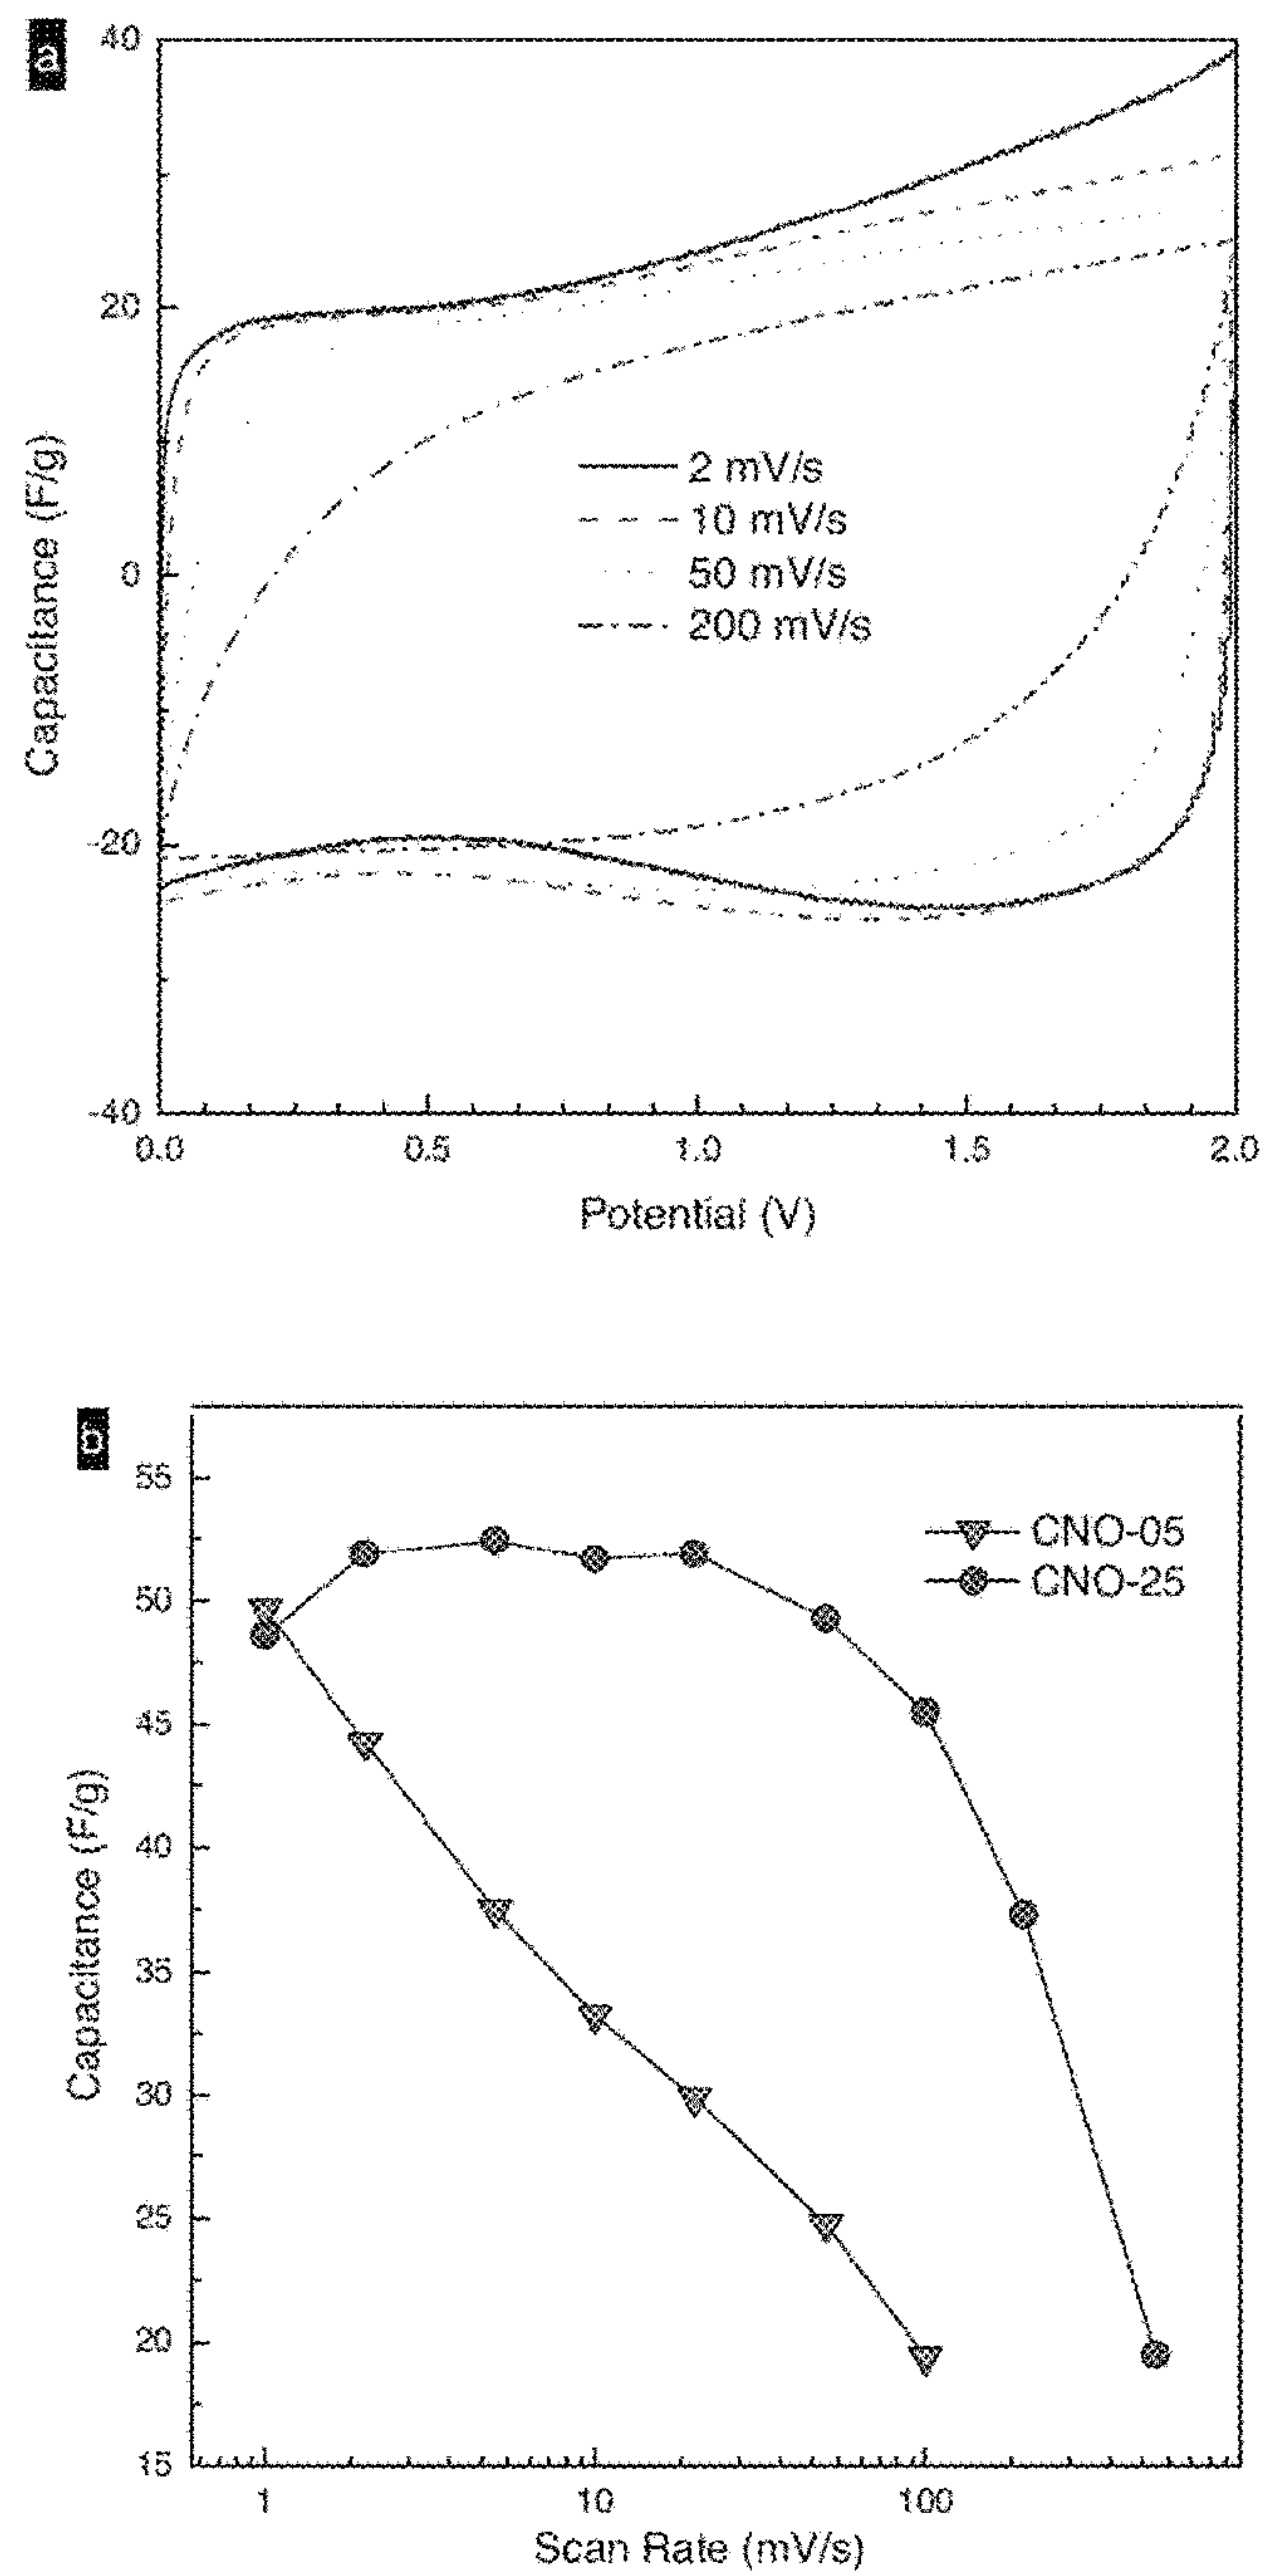 a
40
20
0
-20
-40
Capacitance (F/g)
2 mV/s
10 mV/s
50 mV/s
200 mV/s
0.0 0.5 1.0 1.5 2.0
Potential (V)
b
55
50
45
40
35
30
25
20
15
Capacitance (F/g)
CNO-05
CNO-25
1 10 100
Scan Rate (mV/s)